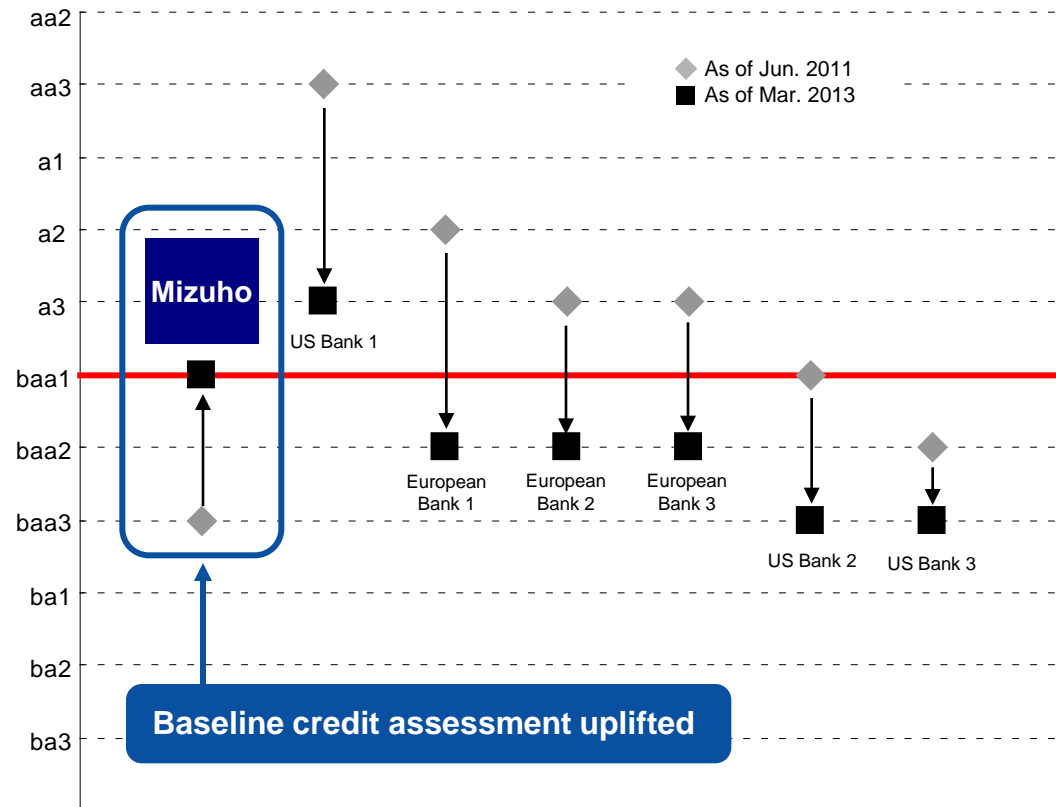 aa2
As of Jun. 2011
aa3
As of Mar. 2013
a1
a2
Mizuho
a3
US Bank 1
baa1
baa2
European
Bank 1
European
Bank 2
European
Bank 3
baa3
US Bank 2
US Bank 3
ba1
ba2
Baseline credit assessment uplifted
ba3